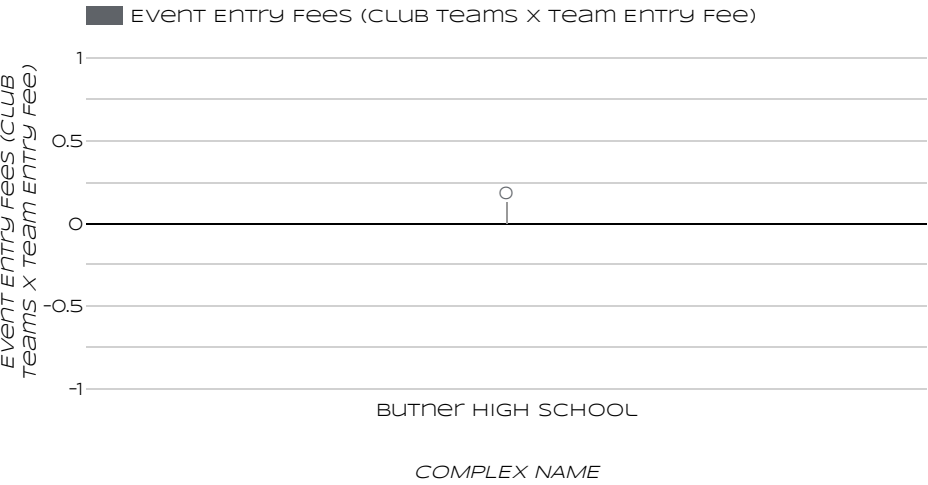 Event Entry Fees (Club Teams x Team Entry Fee)
Event Entry Fees (Club
Teams x Team Entry Fee)
1
0.5
0
-0.5
-1
0
Butner HIGH SCHOOL
COMPLEX NAME